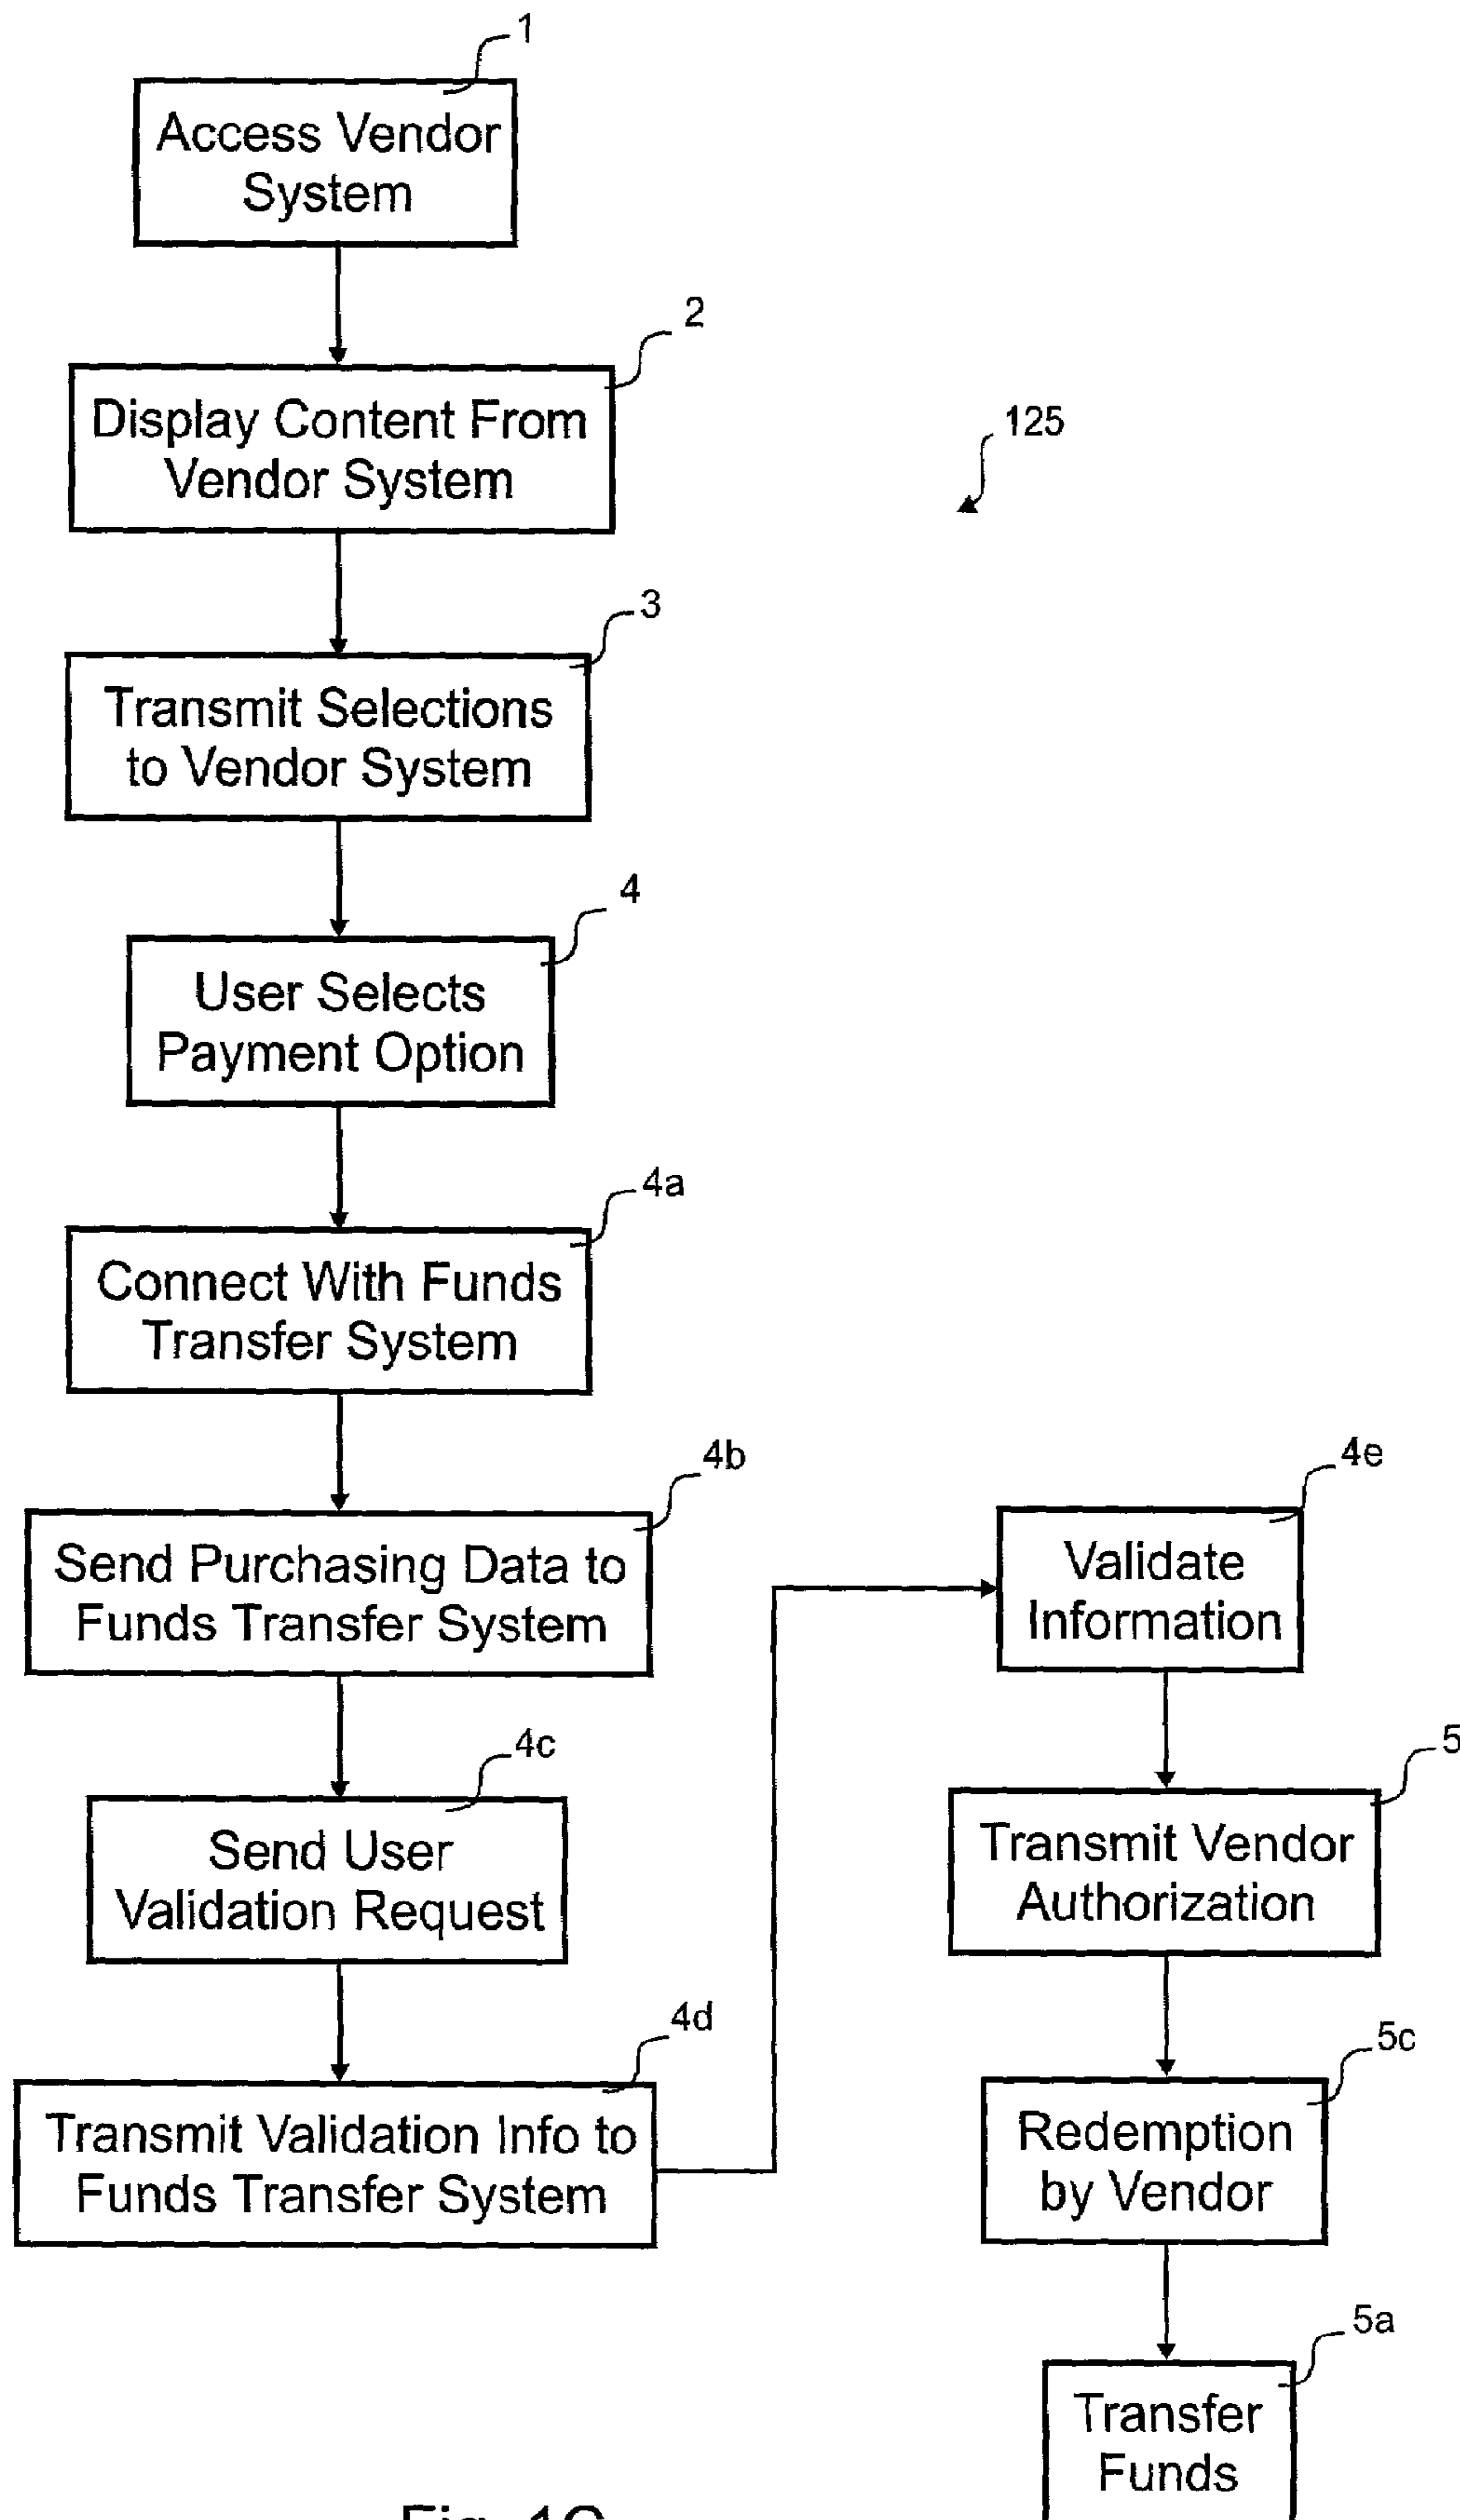 1
Access Vendor
System
2
Display Content From
Vendor System
125
3
Transmit Selections
to Vendor System
4
User Selects
Payment Option
4a
Connect With Funds
Transfer System
4b
Send Purchasing Data to
Funds Transfer System
4c
Send User
Validation Request
4d
Transmit Validation Info to
Funds Transfer System
4e
Validate
Information
5
Transmit Vendor
Authorization
5c
Redemption
by Vendor
5a
Transfer
Funds